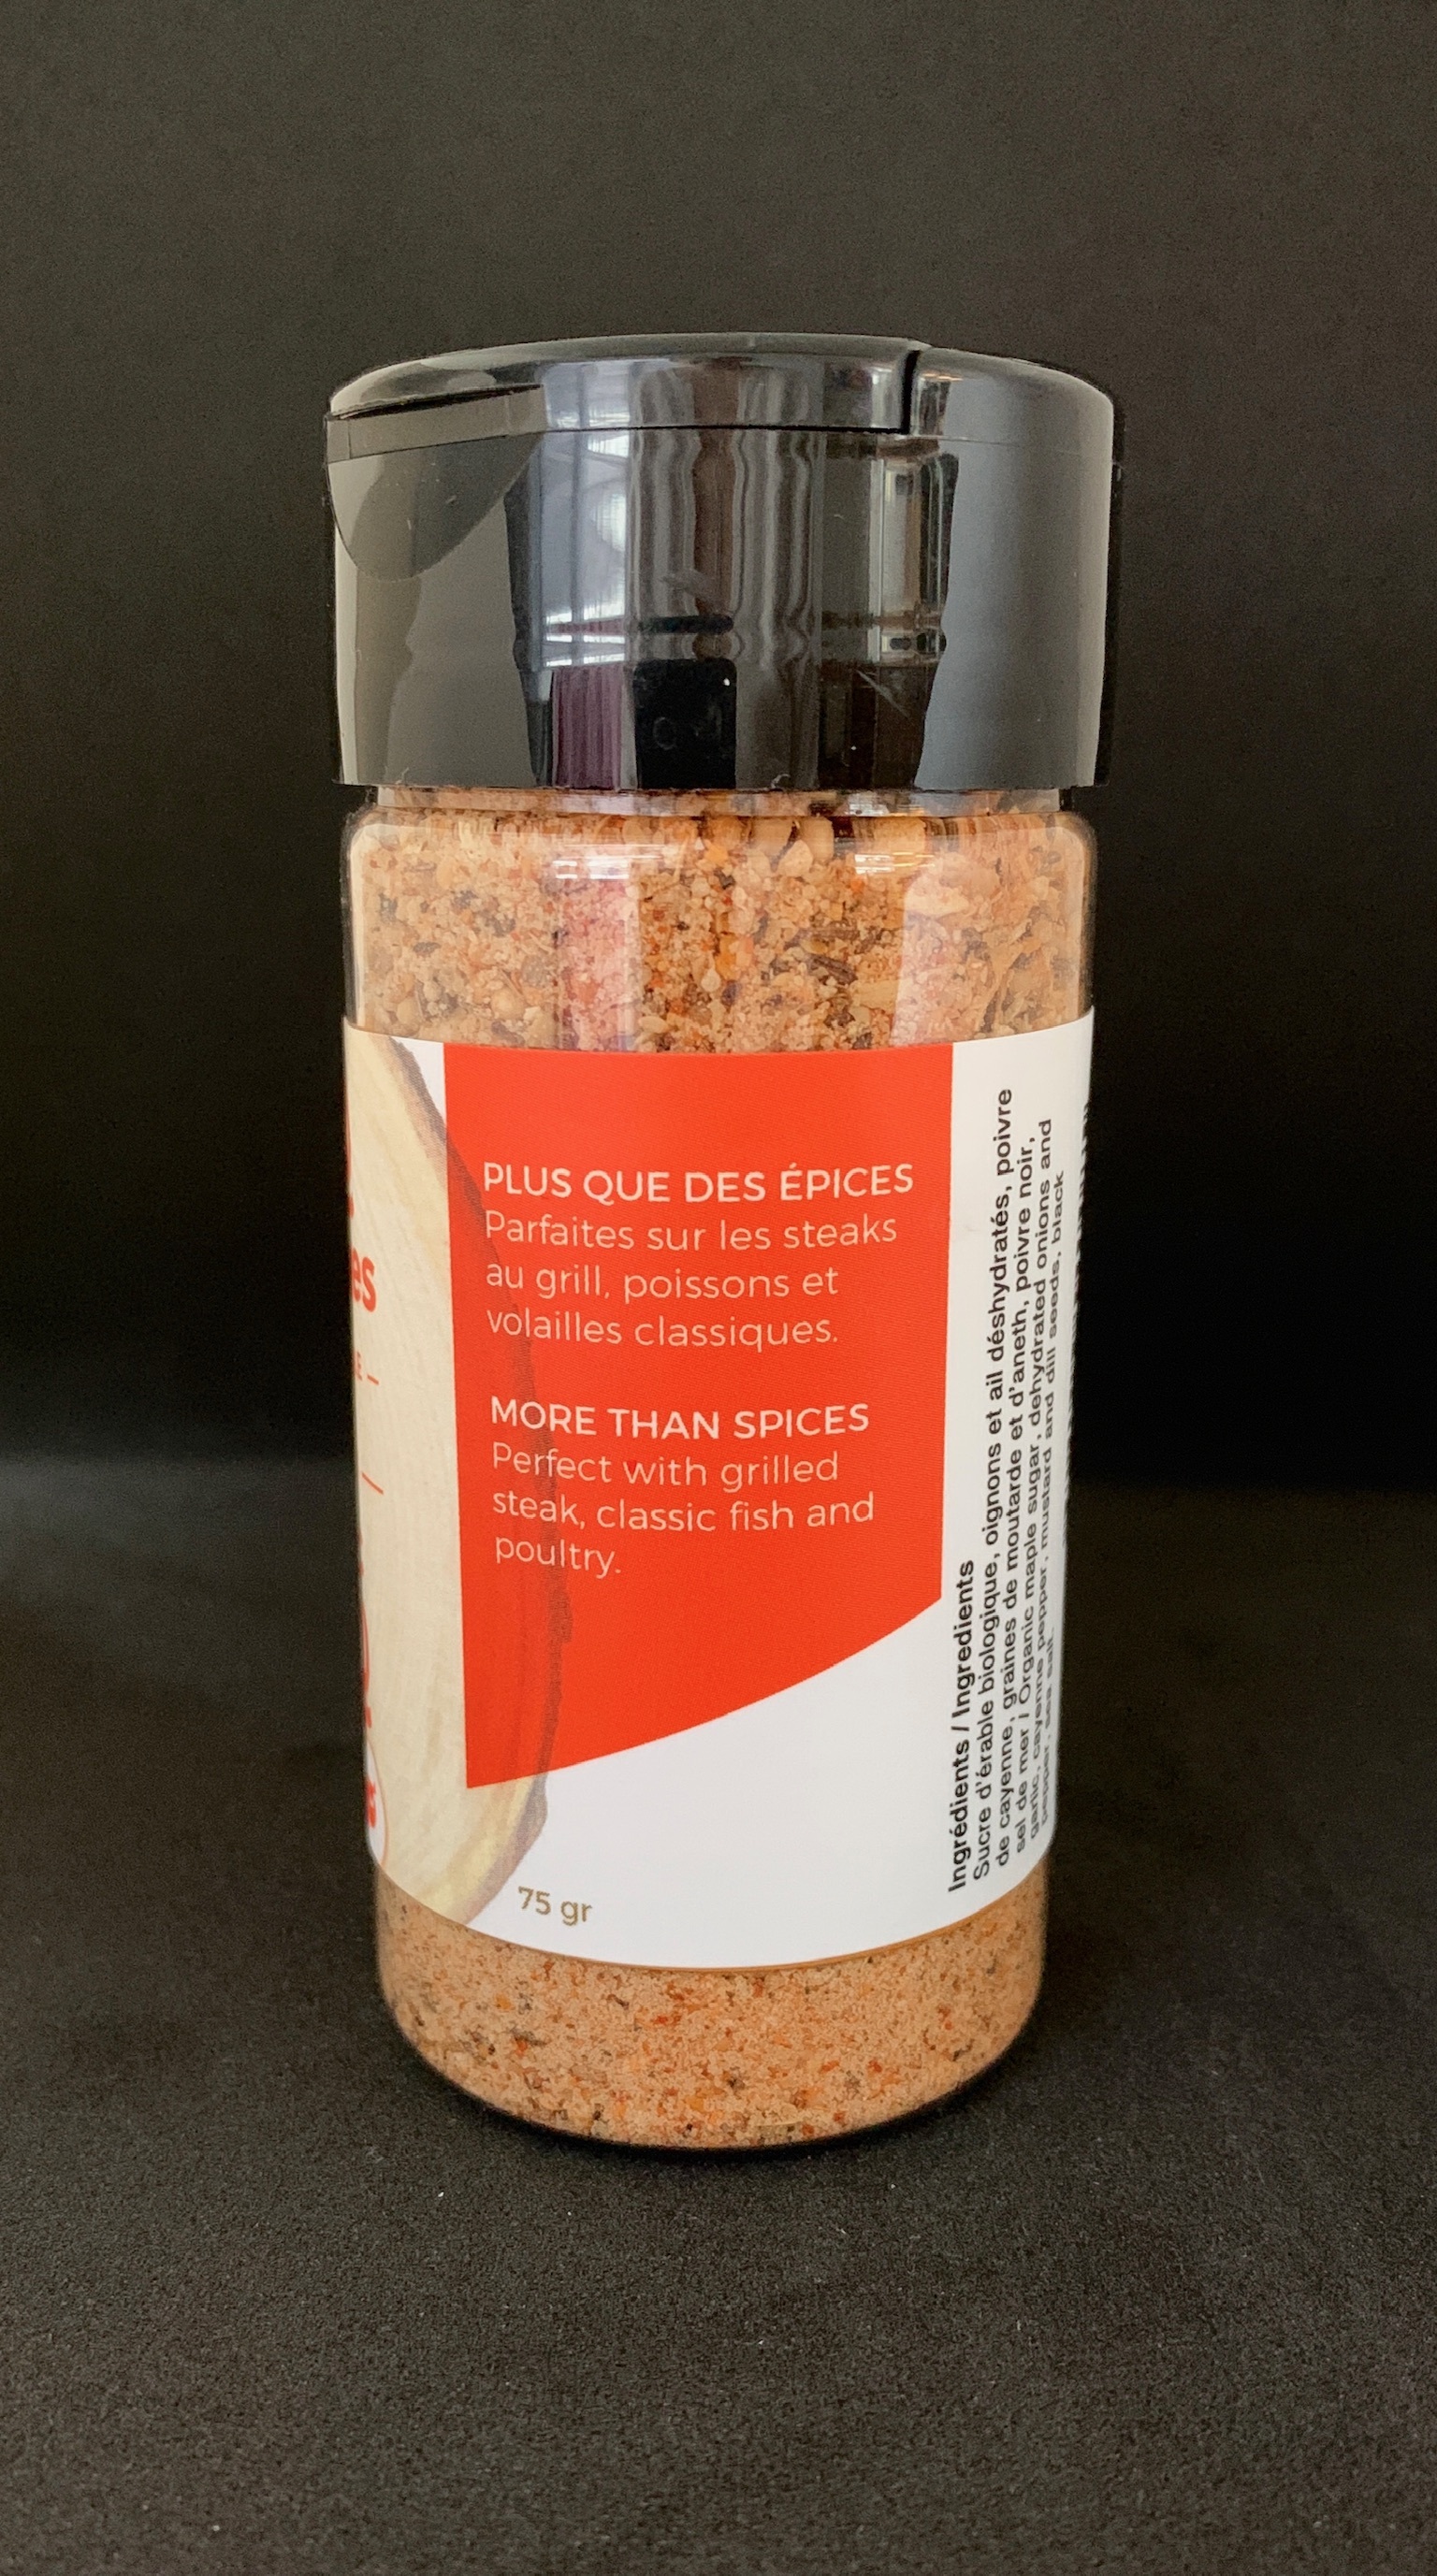 es
E —
PLUS QUE DES ÉPICES
Parfaites sur les steaks
au grill, poissons et
volailles classiques.
MORE THAN SPICES
Perfect with grilled
steak, classic fish and
poultry.
75 gr
Ingrédients / Ingredients
Sucre d'érable biologique, oignons et ail déshydratés, poivre
de cayenne, graines de moutarde et d'aneth, poivre noir,
sel de mer / Organic maple sugar, dehydrated onions and
garlic, cayenne pepper, mustard and dill seeds, black
pepper, sea salt.